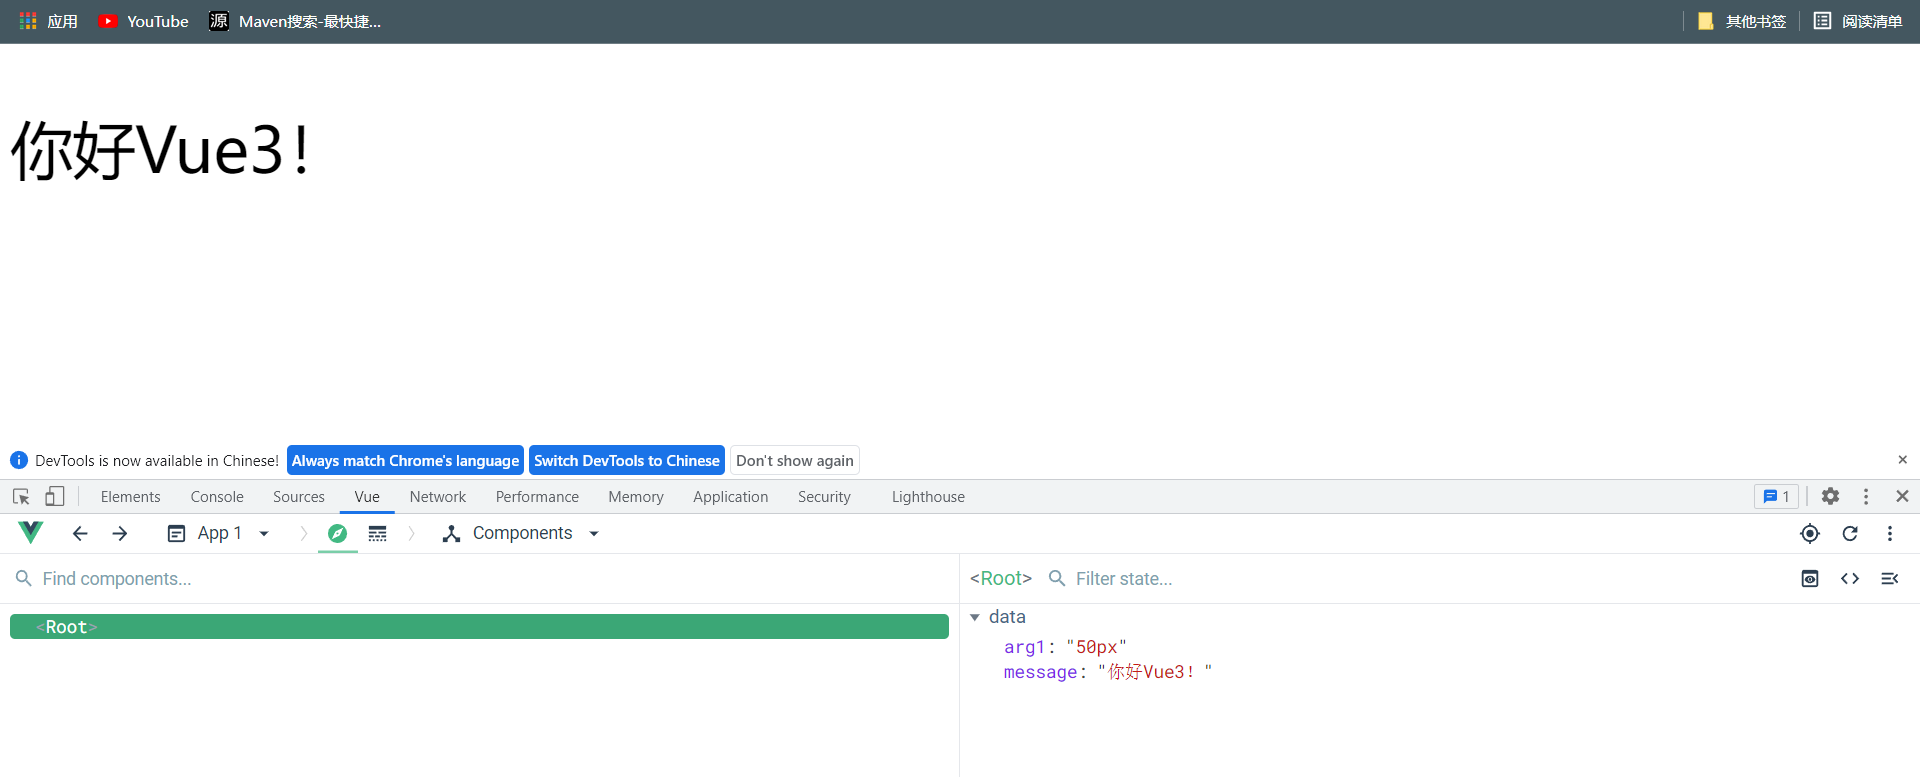 应用 YouTube 源 Maven搜索-最快捷... 其他书签 阅读清单
你好Vue3！
DevTools is now available in Chinese! Always match Chrome's language Switch DevTools to Chinese Don't show again ×
Elements Console Sources Vue Network Performance Memory Application Security Lighthouse 1
App 1 Components
Find components... <Root> Filter state...
<Root>
data
arg1: "50px"
message: "你好Vue3！"